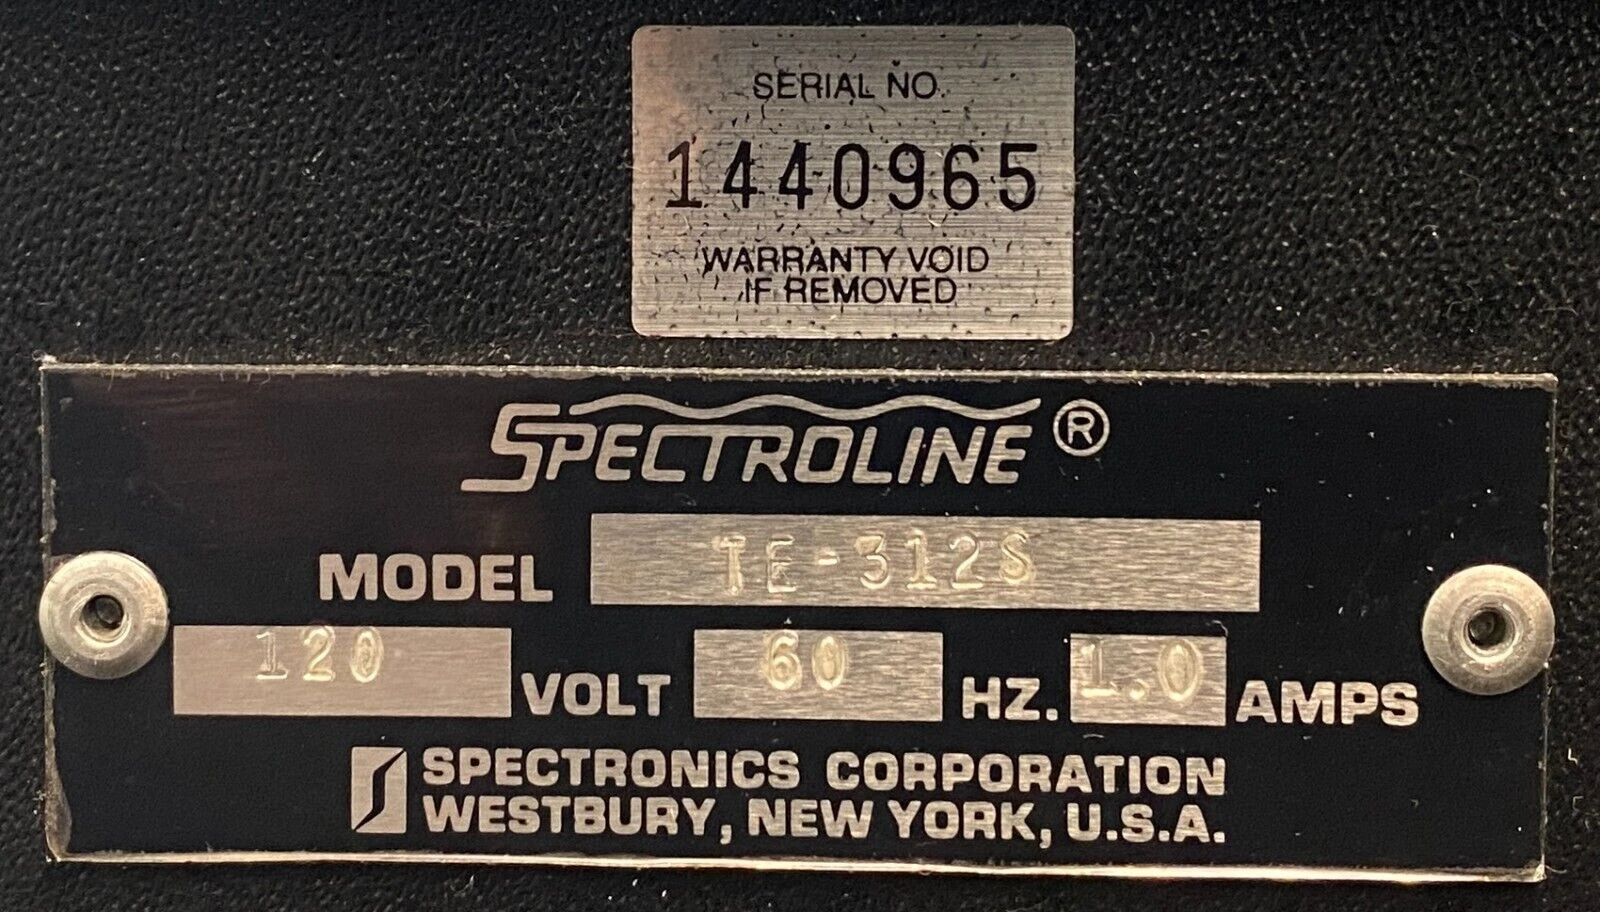 SERIAL NO.
1440965
WARRANTY VOID
IF REMOVED
SPECTROLINE®
MODEL TE-312S
120 VOLT 60 HZ. 1.0 AMPS
SPECTRONICS CORPORATION
WESTBURY, NEW YORK, U.S.A.